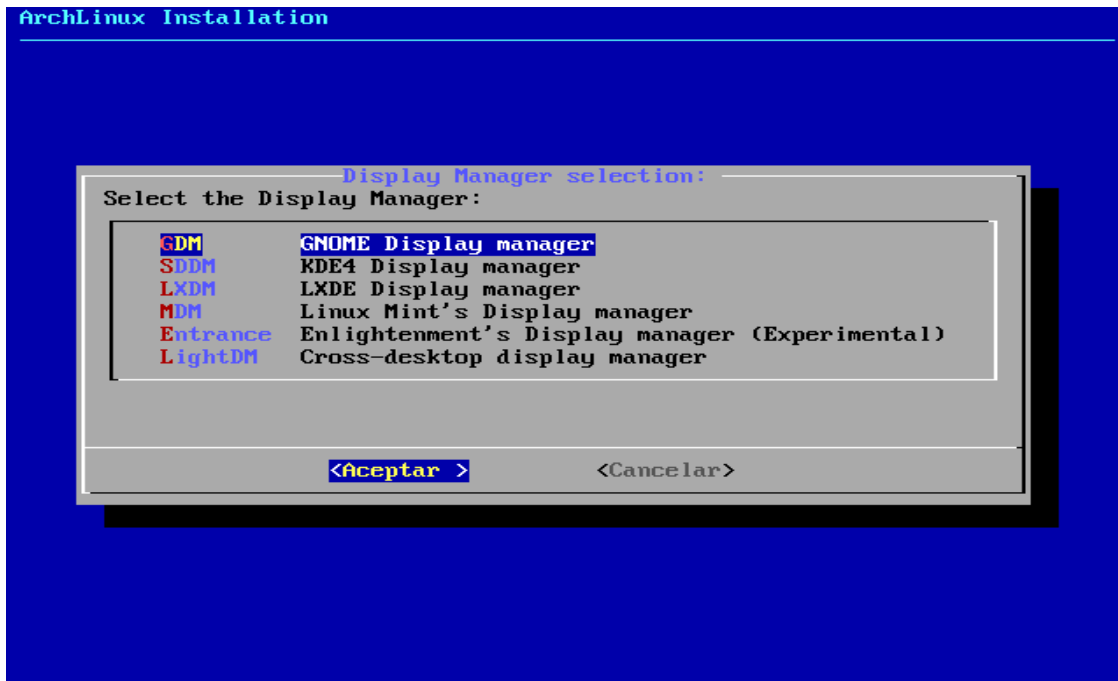 ArchLinux Installation
Display Manager selection:
Select the Display Manager:
GDM GNOME Display manager
SDDM KDE4 Display manager
LXDM LXDE Display manager
MDM Linux Mint's Display manager
Entrance Enlightenment's Display manager (Experimental)
LightDM Cross-desktop display manager
<Aceptar > <Cancelar>